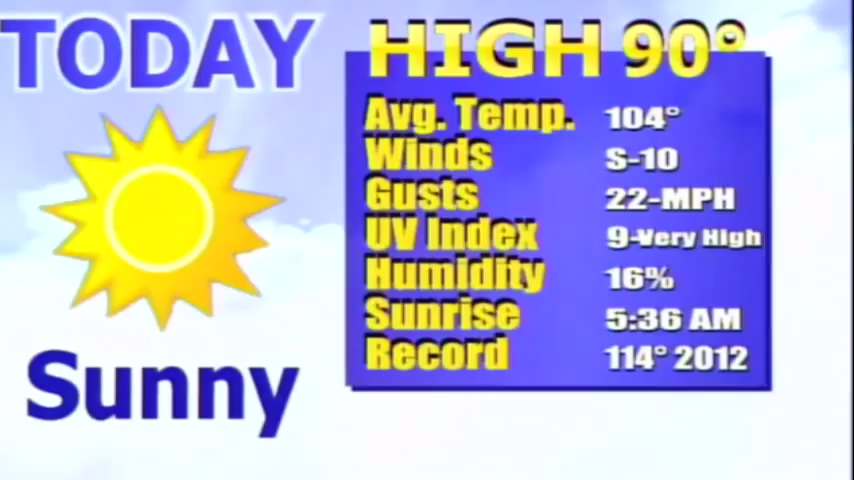 TODAY
HIGH 90°
Avg. Temp. 104°
Winds S-10
Gusts 22-MPH
UV Index 9-Very High
Humidity 16%
Sunrise 5:36 AM
Record 114° 2012
Sunny